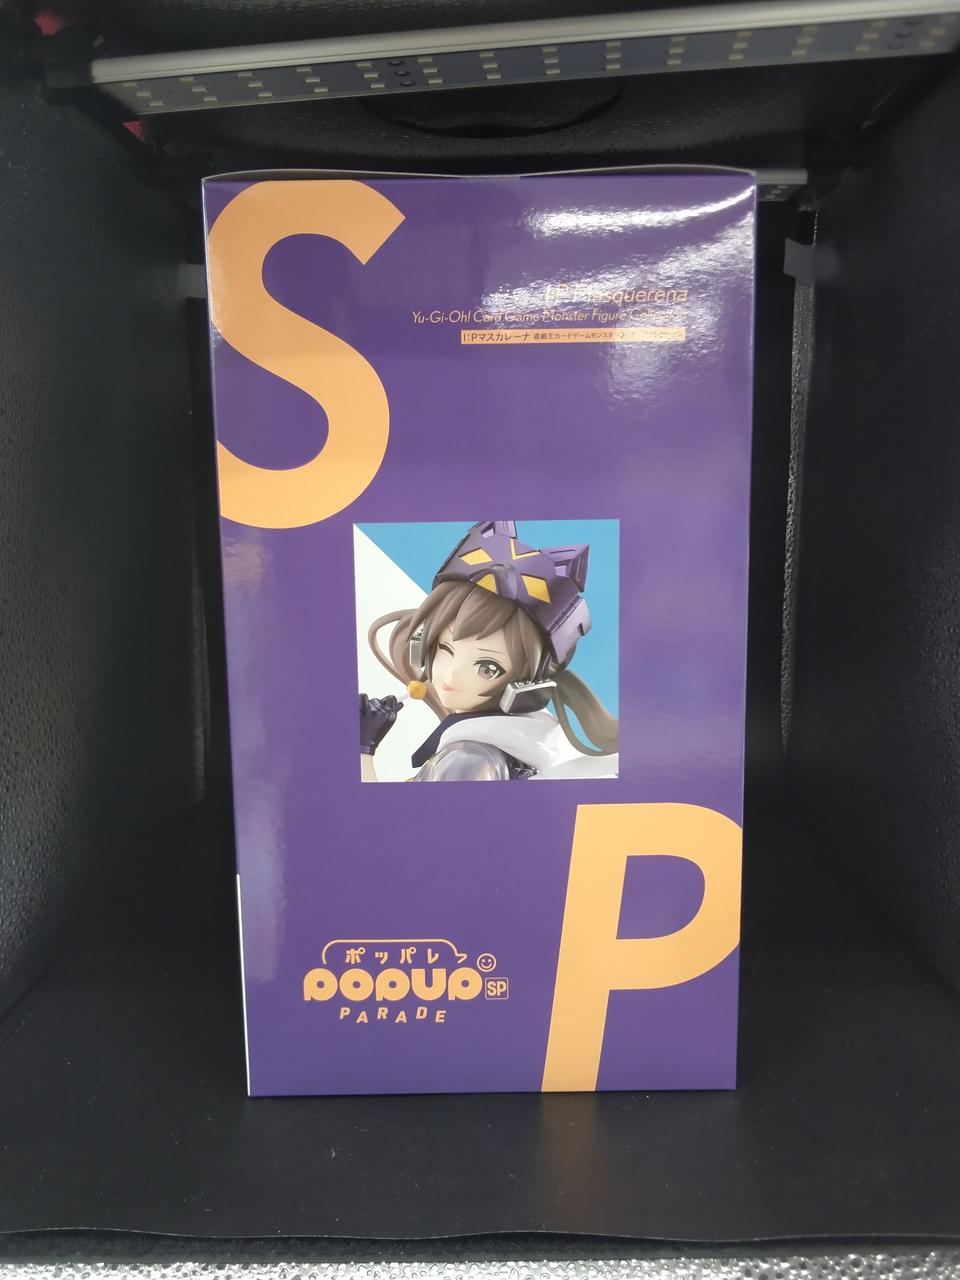 S
I:P Masquerena
Yu-Gi-Oh! Card Game Monster Figure Collection
I:Pマスカレーナ 遊戯王カードゲームモンスター
P
ポッパレ
POPUP SP
PARADE